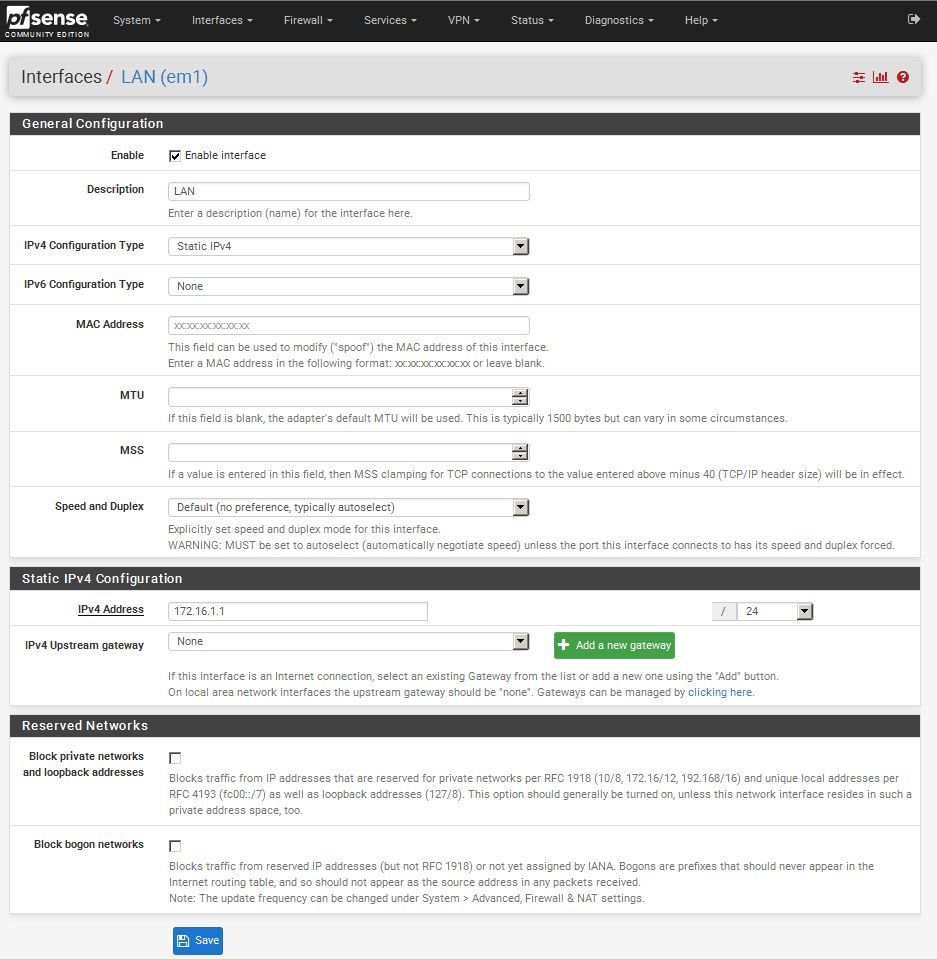 pfsense
COMMUNITY EDITION
System Interfaces Firewall Services VPN Status Diagnostics Help
Interfaces / LAN (em1)
General Configuration
Enable Enable interface
Description LAN
Enter a description (name) for the interface here.
IPv4 Configuration Type Static IPv4
IPv6 Configuration Type None
MAC Address xx:xx:xx:xx:xx:xx
This field can be used to modify ("spoof") the MAC address of this interface.
Enter a MAC address in the following format: xx:xx:xx:xx:xx:xx or leave blank.
MTU
If this field is blank, the adapter's default MTU will be used. This is typically 1500 bytes but can vary in some circumstances.
MSS
If a value is entered in this field, then MSS clamping for TCP connections to the value entered above minus 40 (TCP/IP header size) will be in effect.
Speed and Duplex Default (no preference, typically autoselect)
Explicitly set speed and duplex mode for this interface.
WARNING: MUST be set to autoselect (automatically negotiate speed) unless the port this interface connects to has its speed and duplex forced.
Static IPv4 Configuration
IPv4 Address 172.16.1.1 / 24
IPv4 Upstream gateway None Add a new gateway
If this interface is an Internet connection, select an existing Gateway from the list or add a new one using the "Add" button.
On local area network interfaces the upstream gateway should be "none". Gateways can be managed by clicking here.
Reserved Networks
Block private networks
and loopback addresses
Blocks traffic from IP addresses that are reserved for private networks per RFC 1918 (10/8, 172.16/12, 192.168/16) and unique local addresses per
RFC 4193 (fc00::/7) as well as loopback addresses (127/8). This option should generally be turned on, unless this network interface resides in such a
private address space, too.
Block bogon networks
Blocks traffic from reserved IP addresses (but not RFC 1918) or not yet assigned by IANA. Bogons are prefixes that should never appear in the
Internet routing table, and so should not appear as the source address in any packets received.
Note: The update frequency can be changed under System > Advanced, Firewall & NAT settings.
Save